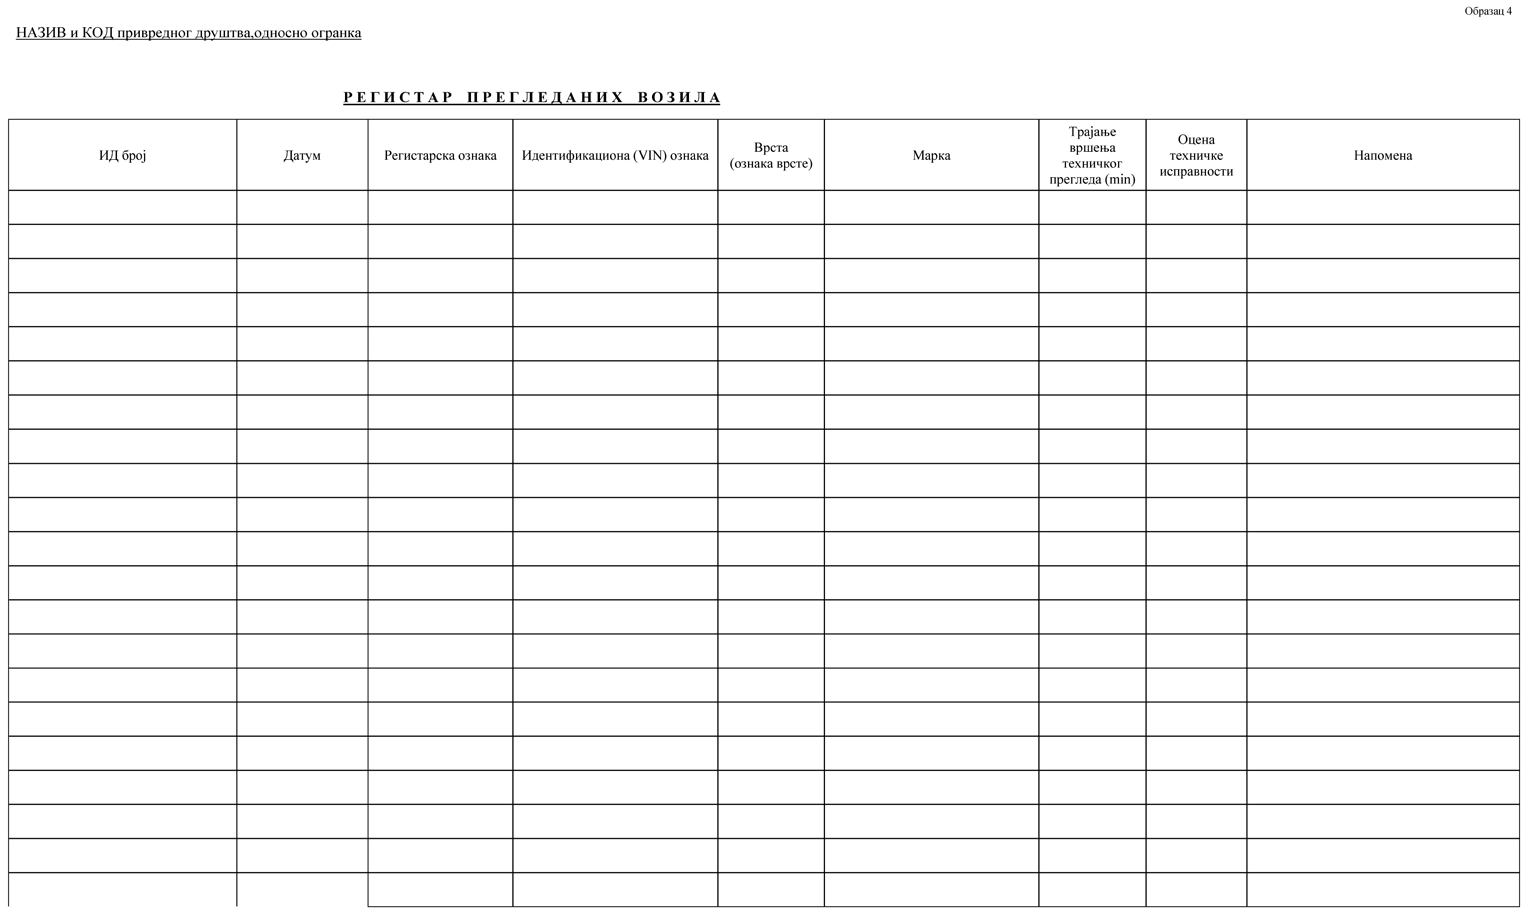 Образац 4
НАЗИВ и КОД привредног друштва,односно огранка
РЕГИСТАР ПРЕГЛЕДАНИХ ВОЗИЛА
ИД број
Датум
Регистарска ознака
Идентификациона (VIN) ознака
Врста
(ознака врсте)
Марка
Трајање
вршења
техничког
прегледа (min)
Оцена
техничке
исправности
Напомена